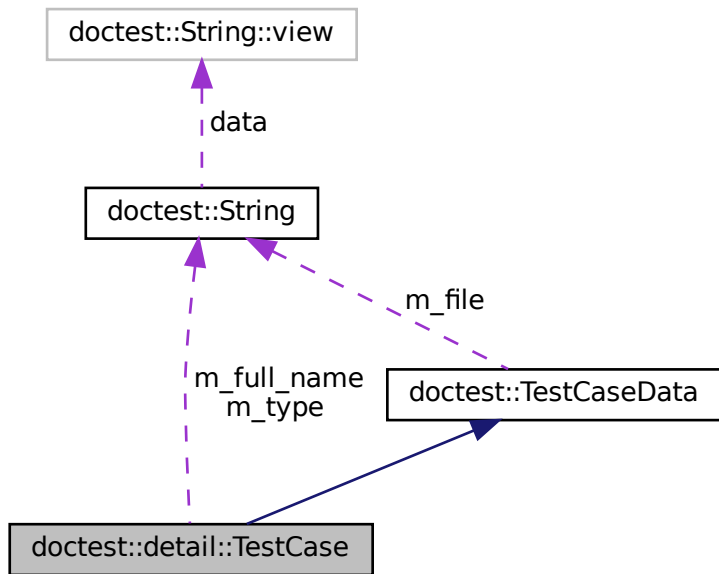 doctest::String::view
data
doctest::String
m_file
m_full_name
m_type
doctest::TestCaseData
doctest::detail::TestCase